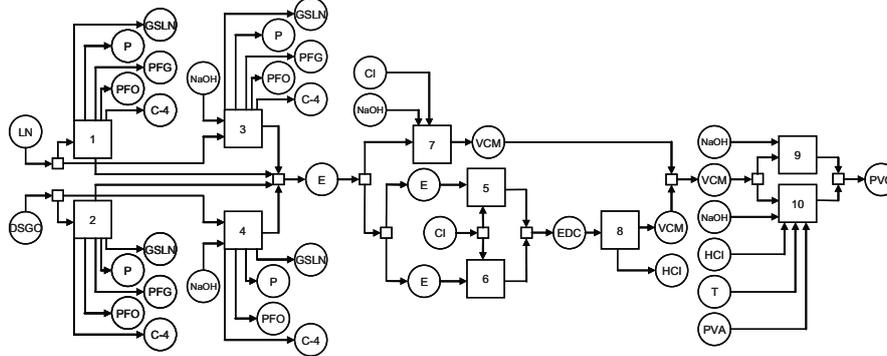 GSLN
P
PFG
PFO
C-4
1
LN
GSLN
P
PFG
PFO
C-4
NaOH
3
DSGO
2
GSLN
P
PFG
PFO
C-4
NaOH
4
GSLN
P
PFO
C-4
E
Cl
NaOH
7
VCM
E
5
Cl
E
6
EDC
8
VCM
HCl
NaOH
9
VCM
10
NaOH
HCl
T
PVA